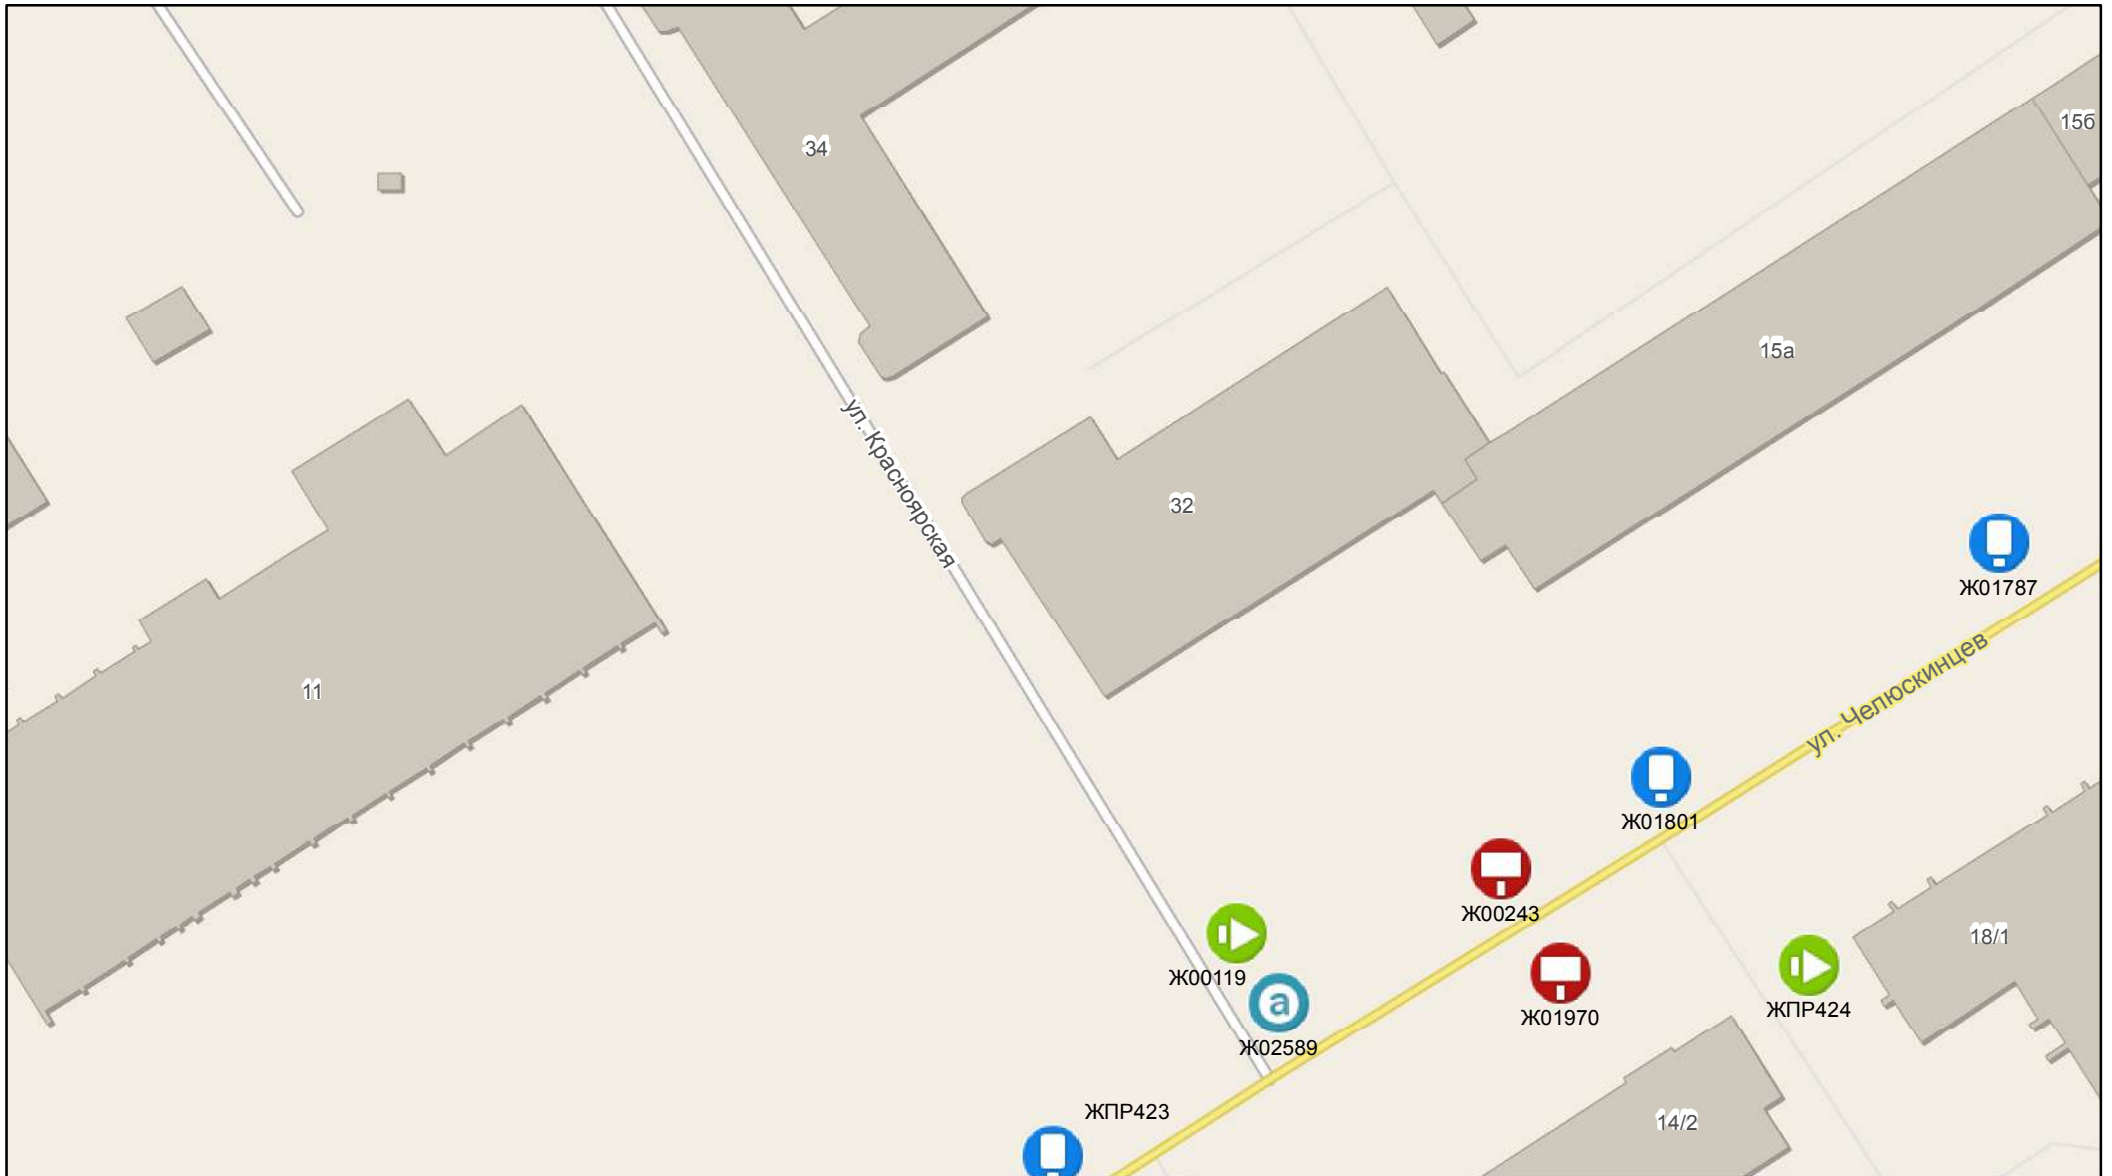 34
15б
15а
ул. Красноярская
32
Ж01787
11
ул. Челюскинцев
Ж01801
Ж00243
18/1
Ж00119
ЖПР424
Ж01970
a
Ж02589
ЖПР423
14/2